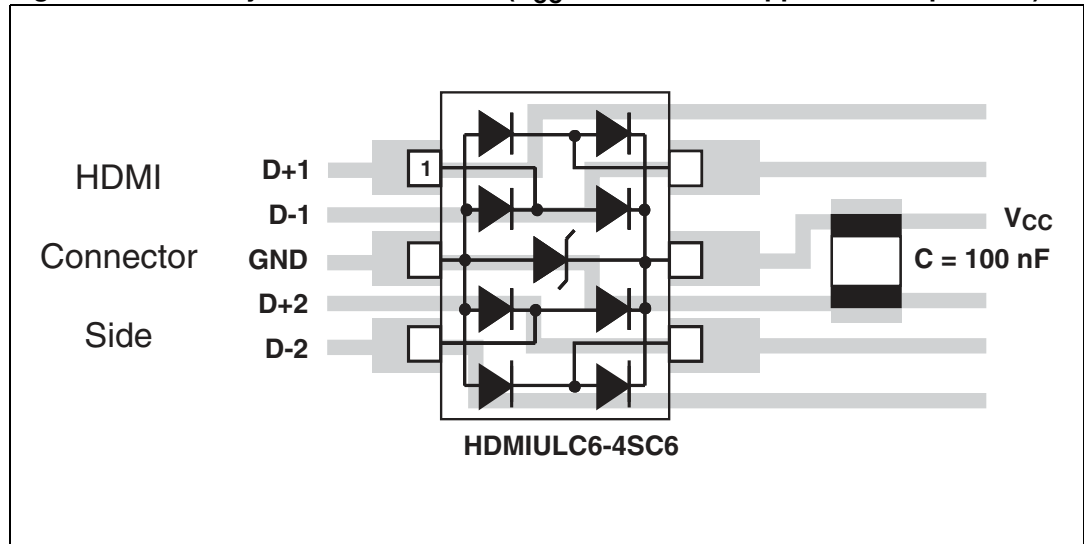 HDMI
Connector
Side
D+1
D-1
GND
D+2
D-2
1
VCC
C = 100 nF
HDMIULC6-4SC6